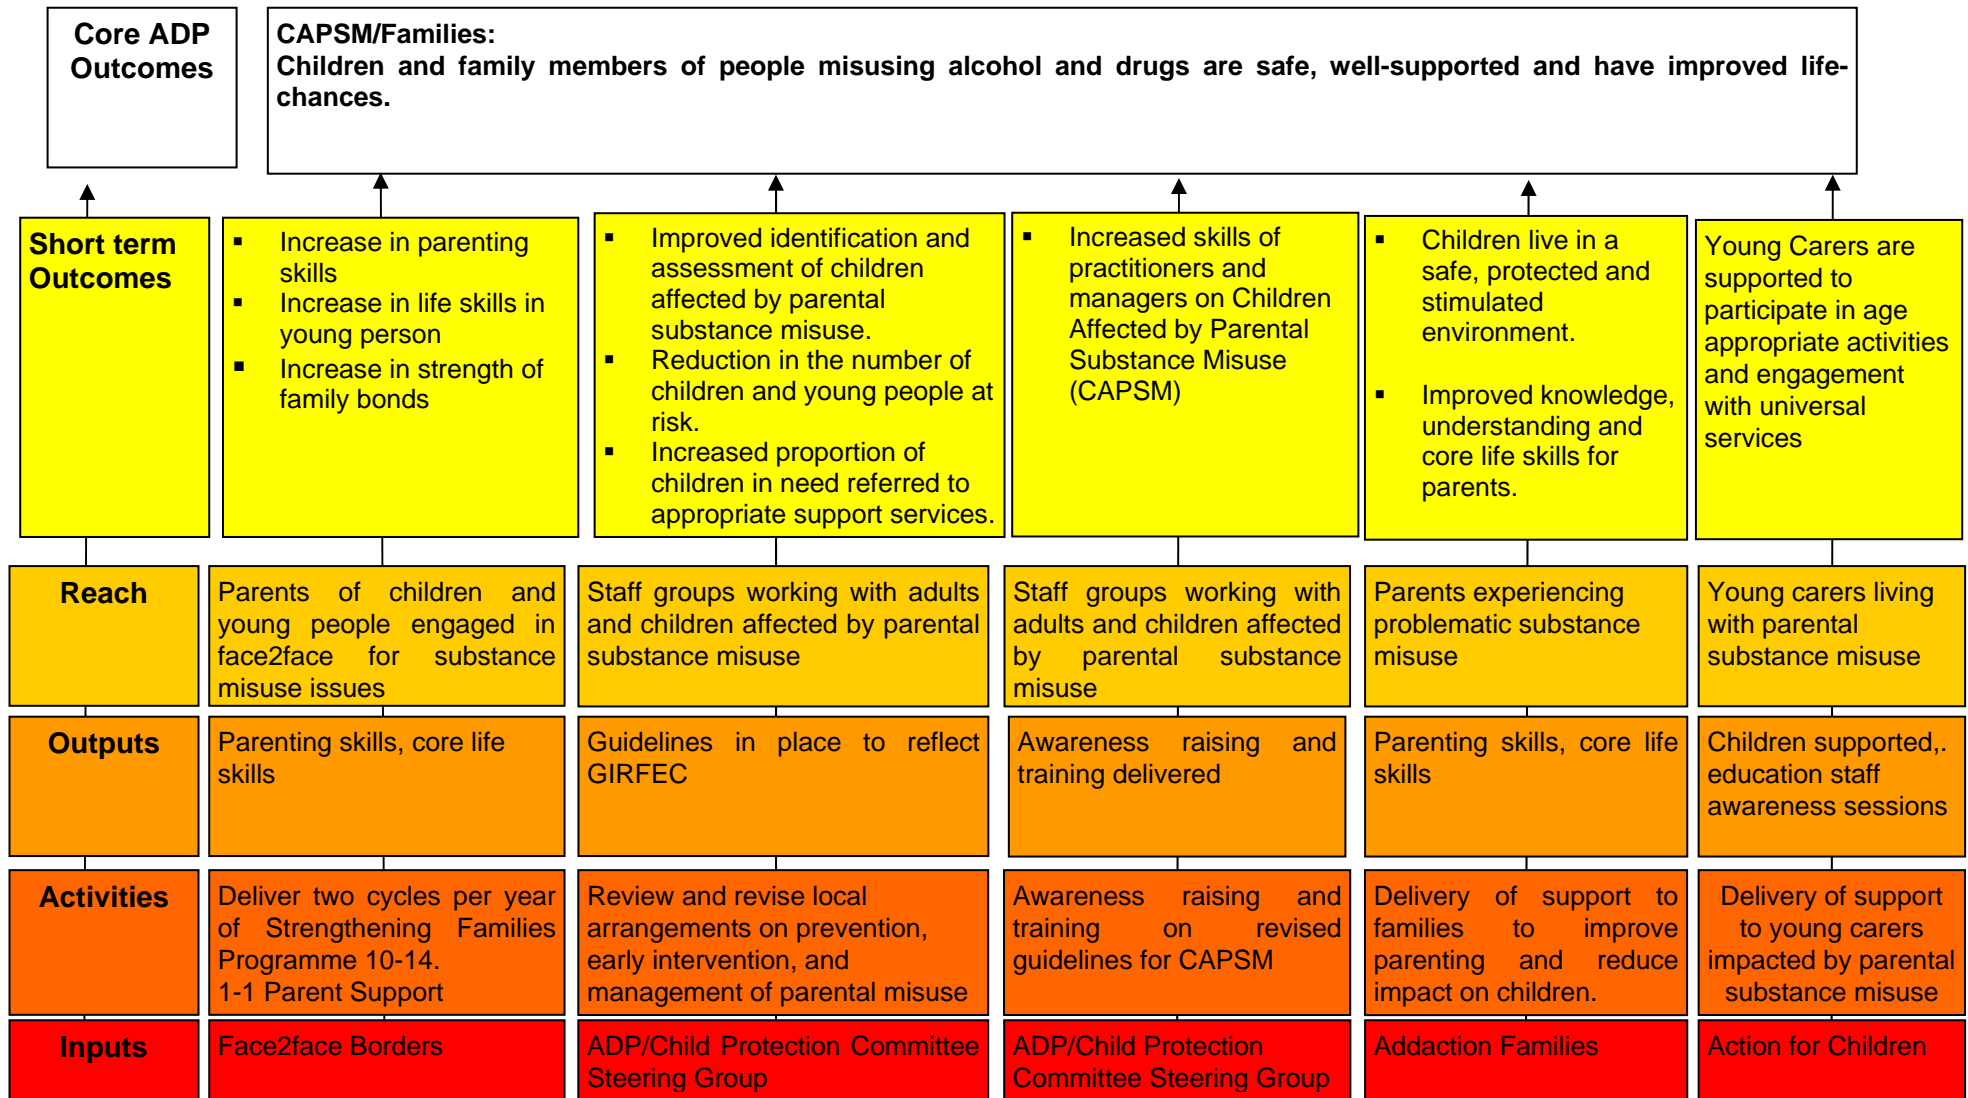 Core ADP
Outcomes
CAPSM/Families:
Children and family members of people misusing alcohol and drugs are safe, well-supported and have improved life-
chances.
Short term
Outcomes
▪ Increase in parenting
skills
▪ Increase in life skills in
young person
▪ Increase in strength of
family bonds
▪ Improved identification and
assessment of children
affected by parental
substance misuse.
▪ Reduction in the number of
children and young people at
risk.
▪ Increased proportion of
children in need referred to
appropriate support services.
▪ Increased skills of
practitioners and
managers on Children
Affected by Parental
Substance Misuse
(CAPSM)
▪ Children live in a
safe, protected and
stimulated
environment.
▪ Improved knowledge,
understanding and
core life skills for
parents.
Young Carers are
supported to
participate in age
appropriate activities
and engagement
with universal
services
Reach
Parents of children and
young people engaged in
face2face for substance
misuse issues
Staff groups working with adults
and children affected by parental
substance misuse
Staff groups working with
adults and children affected
by parental substance
misuse
Parents experiencing
problematic substance
misuse
Young carers living
with parental
substance misuse
Outputs
Parenting skills, core life
skills
Guidelines in place to reflect
GIRFEC
Awareness raising and
training delivered
Parenting skills, core life
skills
Children supported,.
education staff
awareness sessions
Activities
Deliver two cycles per year
of Strengthening Families
Programme 10-14.
1-1 Parent Support
Review and revise local
arrangements on prevention,
early intervention, and
management of parental misuse
Awareness raising and
training on revised
guidelines for CAPSM
Delivery of support to
families to improve
parenting and reduce
impact on children.
Delivery of support
to young carers
impacted by parental
substance misuse
Inputs
Face2face Borders
ADP/Child Protection Committee
Steering Group
ADP/Child Protection
Committee Steering Group
Addaction Families
Action for Children